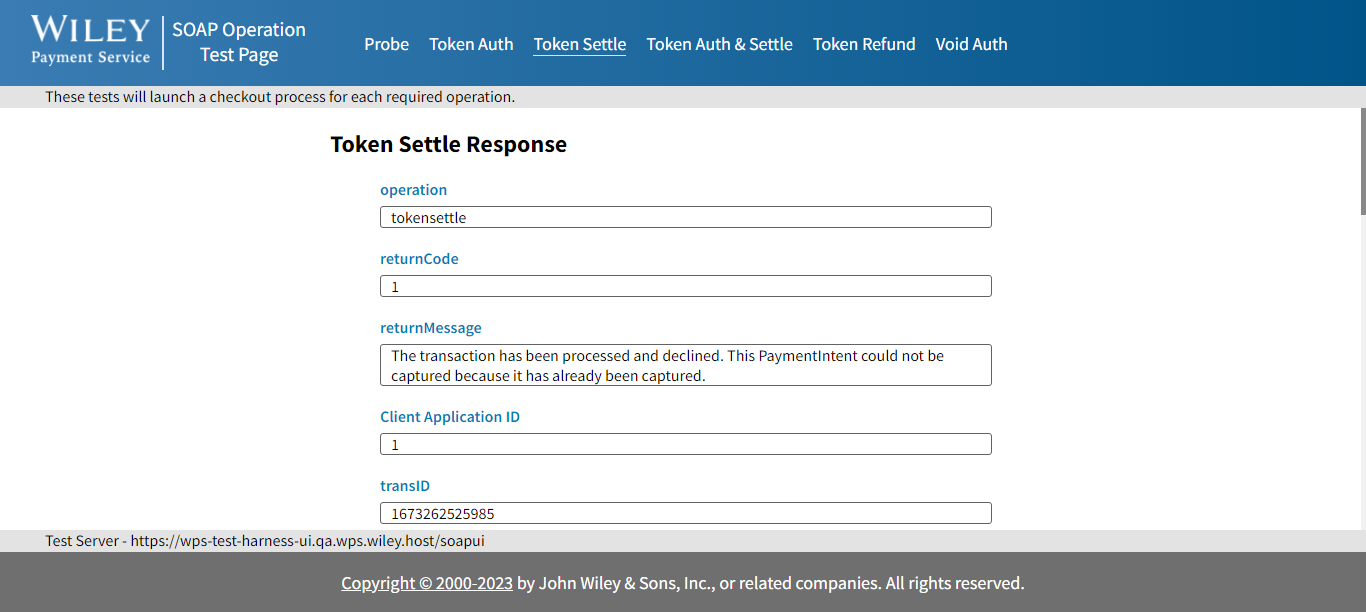 WILEY
Payment Service
SOAP Operation
Test Page
Probe Token Auth Token Settle Token Auth & Settle Token Refund Void Auth
These tests will launch a checkout process for each required operation.
Token Settle Response
operation
tokensettle
returnCode
1
returnMessage
The transaction has been processed and declined. This PaymentIntent could not be
captured because it has already been captured.
Client Application ID
1
transID
1673262525985
Test Server - https://wps-test-harness-ui.qa.wps.wiley.host/soapui
Copyright © 2000-2023 by John Wiley & Sons, Inc., or related companies. All rights reserved.